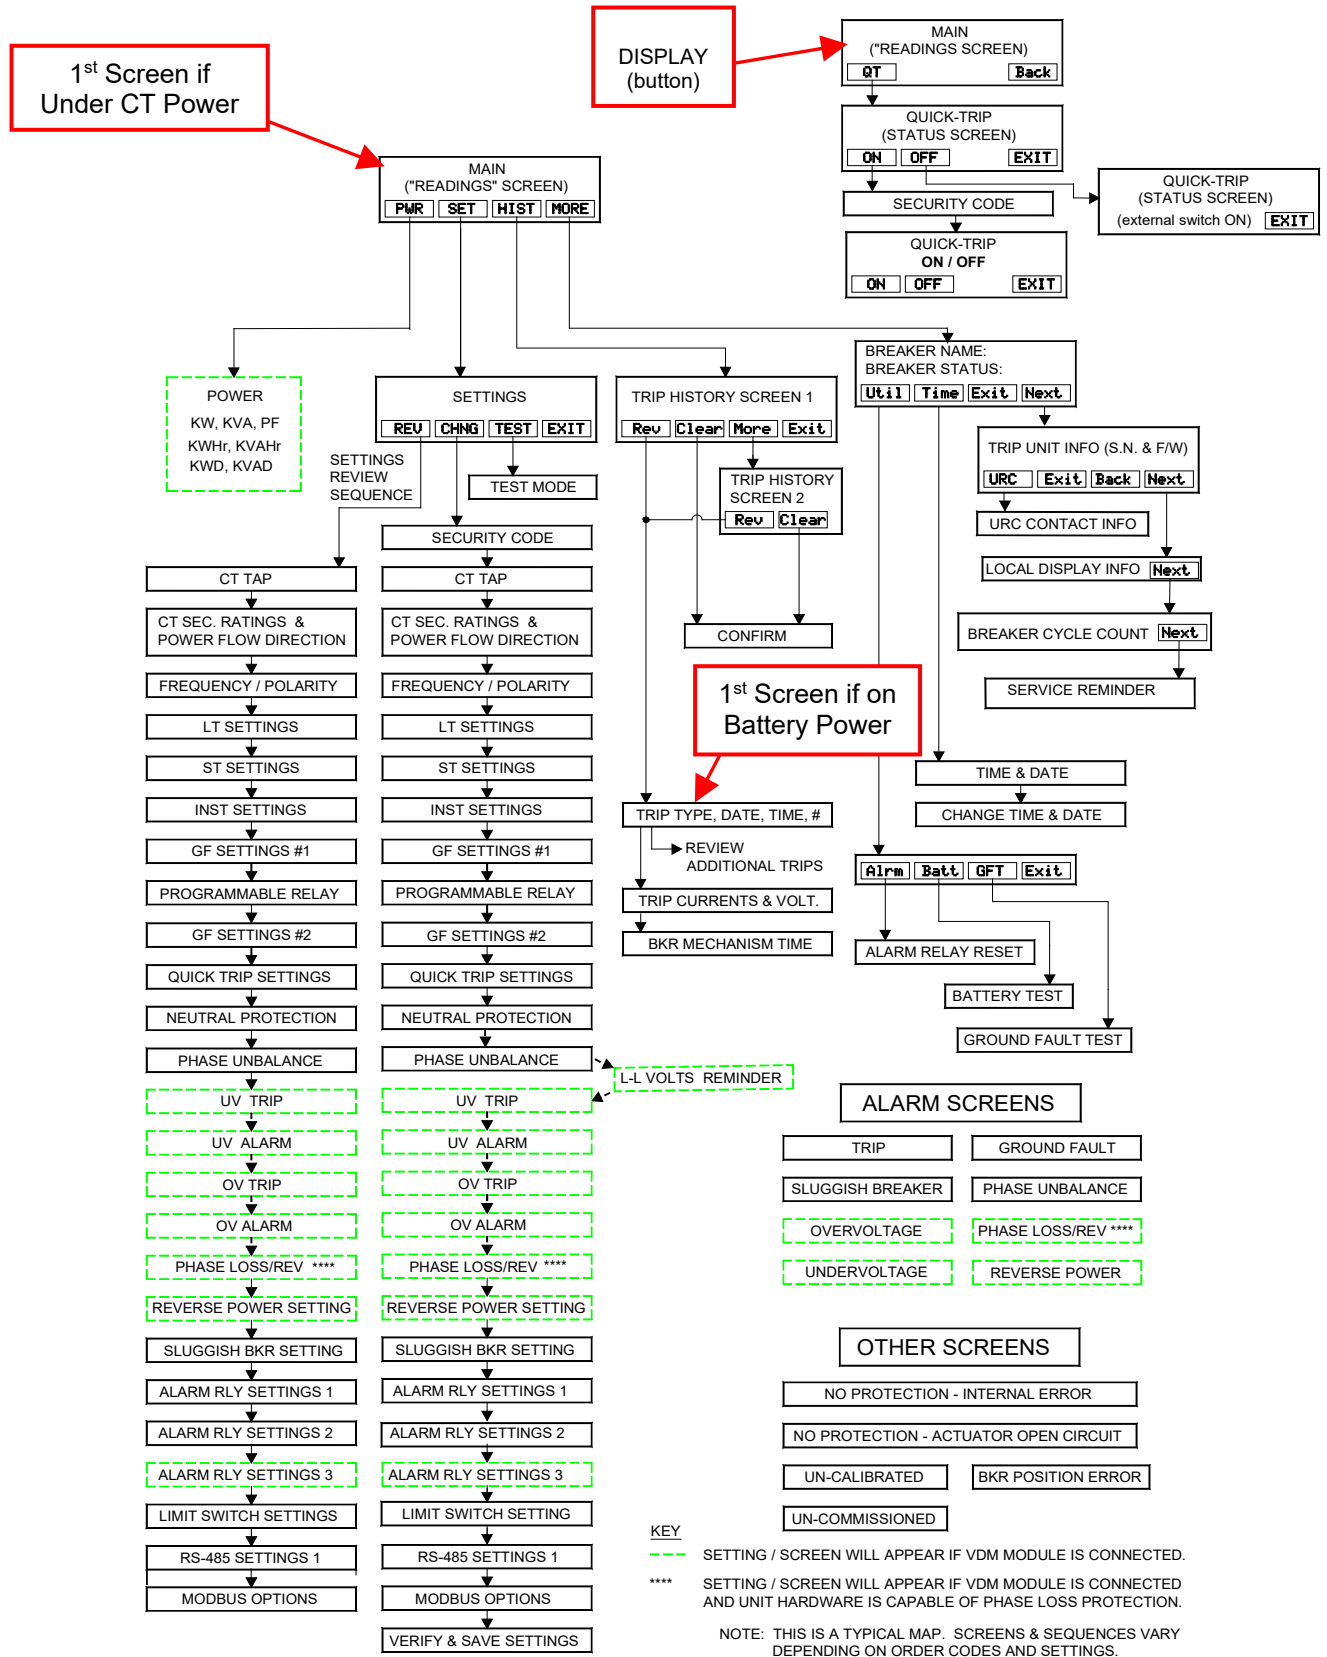 1st Screen if
Under CT Power
DISPLAY
(button)
MAIN
("READINGS SCREEN)
QT Back
QUICK-TRIP
(STATUS SCREEN)
ON OFF EXIT
SECURITY CODE
QUICK-TRIP
ON / OFF
ON OFF EXIT
QUICK-TRIP
(STATUS SCREEN)
(external switch ON) EXIT
MAIN
("READINGS" SCREEN)
PWR SET HIST MORE
POWER
KW, KVA, PF
KWHr, KVAHr
KWD, KVAD
SETTINGS
REV CHNG TEST EXIT
SETTINGS
REVIEW
SEQUENCE
TEST MODE
SECURITY CODE
TRIP HISTORY SCREEN 1
Rev Clear More Exit
TRIP HISTORY
SCREEN 2
Rev Clear
CONFIRM
BREAKER NAME:
BREAKER STATUS:
Util Time Exit Next
TRIP UNIT INFO (S.N. & F/W)
URC Exit Back Next
URC CONTACT INFO
LOCAL DISPLAY INFO Next
BREAKER CYCLE COUNT Next
SERVICE REMINDER
1st Screen if on
Battery Power
TIME & DATE
CHANGE TIME & DATE
TRIP TYPE, DATE, TIME, #
REVIEW
ADDITIONAL TRIPS
TRIP CURRENTS & VOLT.
BKR MECHANISM TIME
Alrm Batt GFT Exit
ALARM RELAY RESET
BATTERY TEST
GROUND FAULT TEST
CT TAP
CT SEC. RATINGS &
POWER FLOW DIRECTION
FREQUENCY / POLARITY
LT SETTINGS
ST SETTINGS
INST SETTINGS
GF SETTINGS #1
PROGRAMMABLE RELAY
GF SETTINGS #2
QUICK TRIP SETTINGS
NEUTRAL PROTECTION
PHASE UNBALANCE
UV TRIP
UV ALARM
OV TRIP
OV ALARM
PHASE LOSS/REV ****
REVERSE POWER SETTING
SLUGGISH BKR SETTING
ALARM RLY SETTINGS 1
ALARM RLY SETTINGS 2
ALARM RLY SETTINGS 3
LIMIT SWITCH SETTINGS
RS-485 SETTINGS 1
MODBUS OPTIONS
CT TAP
CT SEC. RATINGS &
POWER FLOW DIRECTION
FREQUENCY / POLARITY
LT SETTINGS
ST SETTINGS
INST SETTINGS
GF SETTINGS #1
PROGRAMMABLE RELAY
GF SETTINGS #2
QUICK TRIP SETTINGS
NEUTRAL PROTECTION
PHASE UNBALANCE
L-L VOLTS REMINDER
UV TRIP
UV ALARM
OV TRIP
OV ALARM
PHASE LOSS/REV ****
REVERSE POWER SETTING
SLUGGISH BKR SETTING
ALARM RLY SETTINGS 1
ALARM RLY SETTINGS 2
ALARM RLY SETTINGS 3
LIMIT SWITCH SETTING
RS-485 SETTINGS 1
MODBUS OPTIONS
VERIFY & SAVE SETTINGS
ALARM SCREENS
TRIP GROUND FAULT
SLUGGISH BREAKER PHASE UNBALANCE
OVERVOLTAGE PHASE LOSS/REV ****
UNDERVOLTAGE REVERSE POWER
OTHER SCREENS
NO PROTECTION - INTERNAL ERROR
NO PROTECTION - ACTUATOR OPEN CIRCUIT
UN-CALIBRATED BKR POSITION ERROR
UN-COMMISSIONED
KEY
SETTING / SCREEN WILL APPEAR IF VDM MODULE IS CONNECTED.
**** SETTING / SCREEN WILL APPEAR IF VDM MODULE IS CONNECTED
AND UNIT HARDWARE IS CAPABLE OF PHASE LOSS PROTECTION.
NOTE: THIS IS A TYPICAL MAP. SCREENS & SEQUENCES VARY
DEPENDING ON ORDER CODES AND SETTINGS.